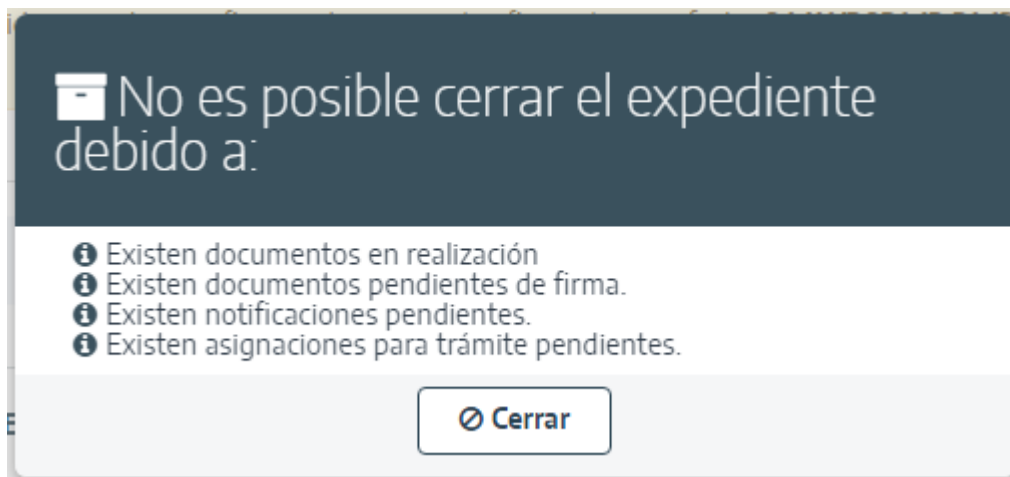 No es posible cerrar el expediente
debido a:
Existen documentos en realización
Existen documentos pendientes de firma.
Existen notificaciones pendientes.
Existen asignaciones para trámite pendientes.
Cerrar